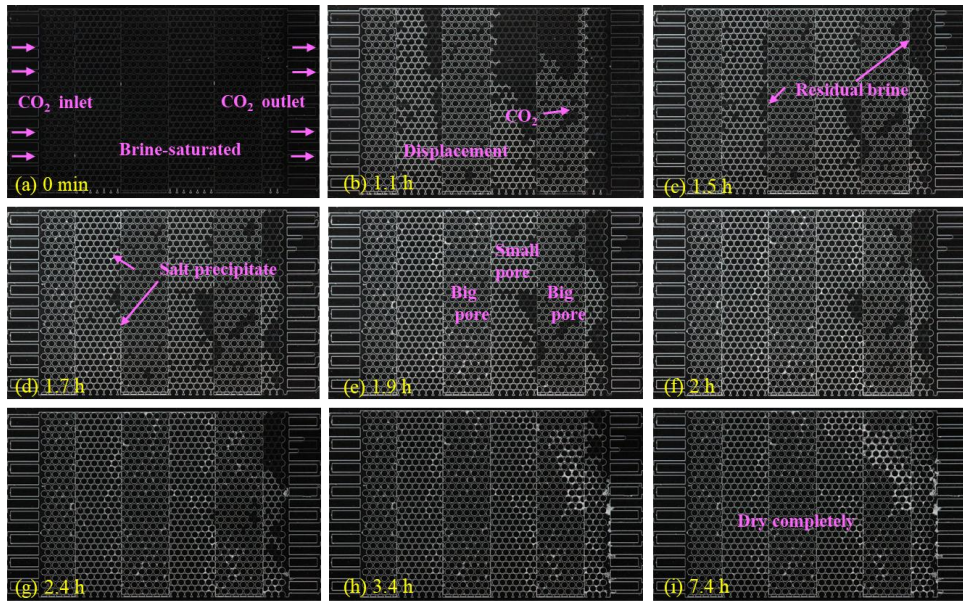 CO₂ inlet
CO₂ outlet
Brine-saturated
(a) 0 min
CO₂
Displacement
(b) 1.1 h
Residual brine
(c) 1.5 h
Salt precipitate
(d) 1.7 h
Small
pore
Big
pore
Big
pore
(e) 1.9 h
(f) 2 h
(g) 2.4 h
(h) 3.4 h
Dry completely
(i) 7.4 h